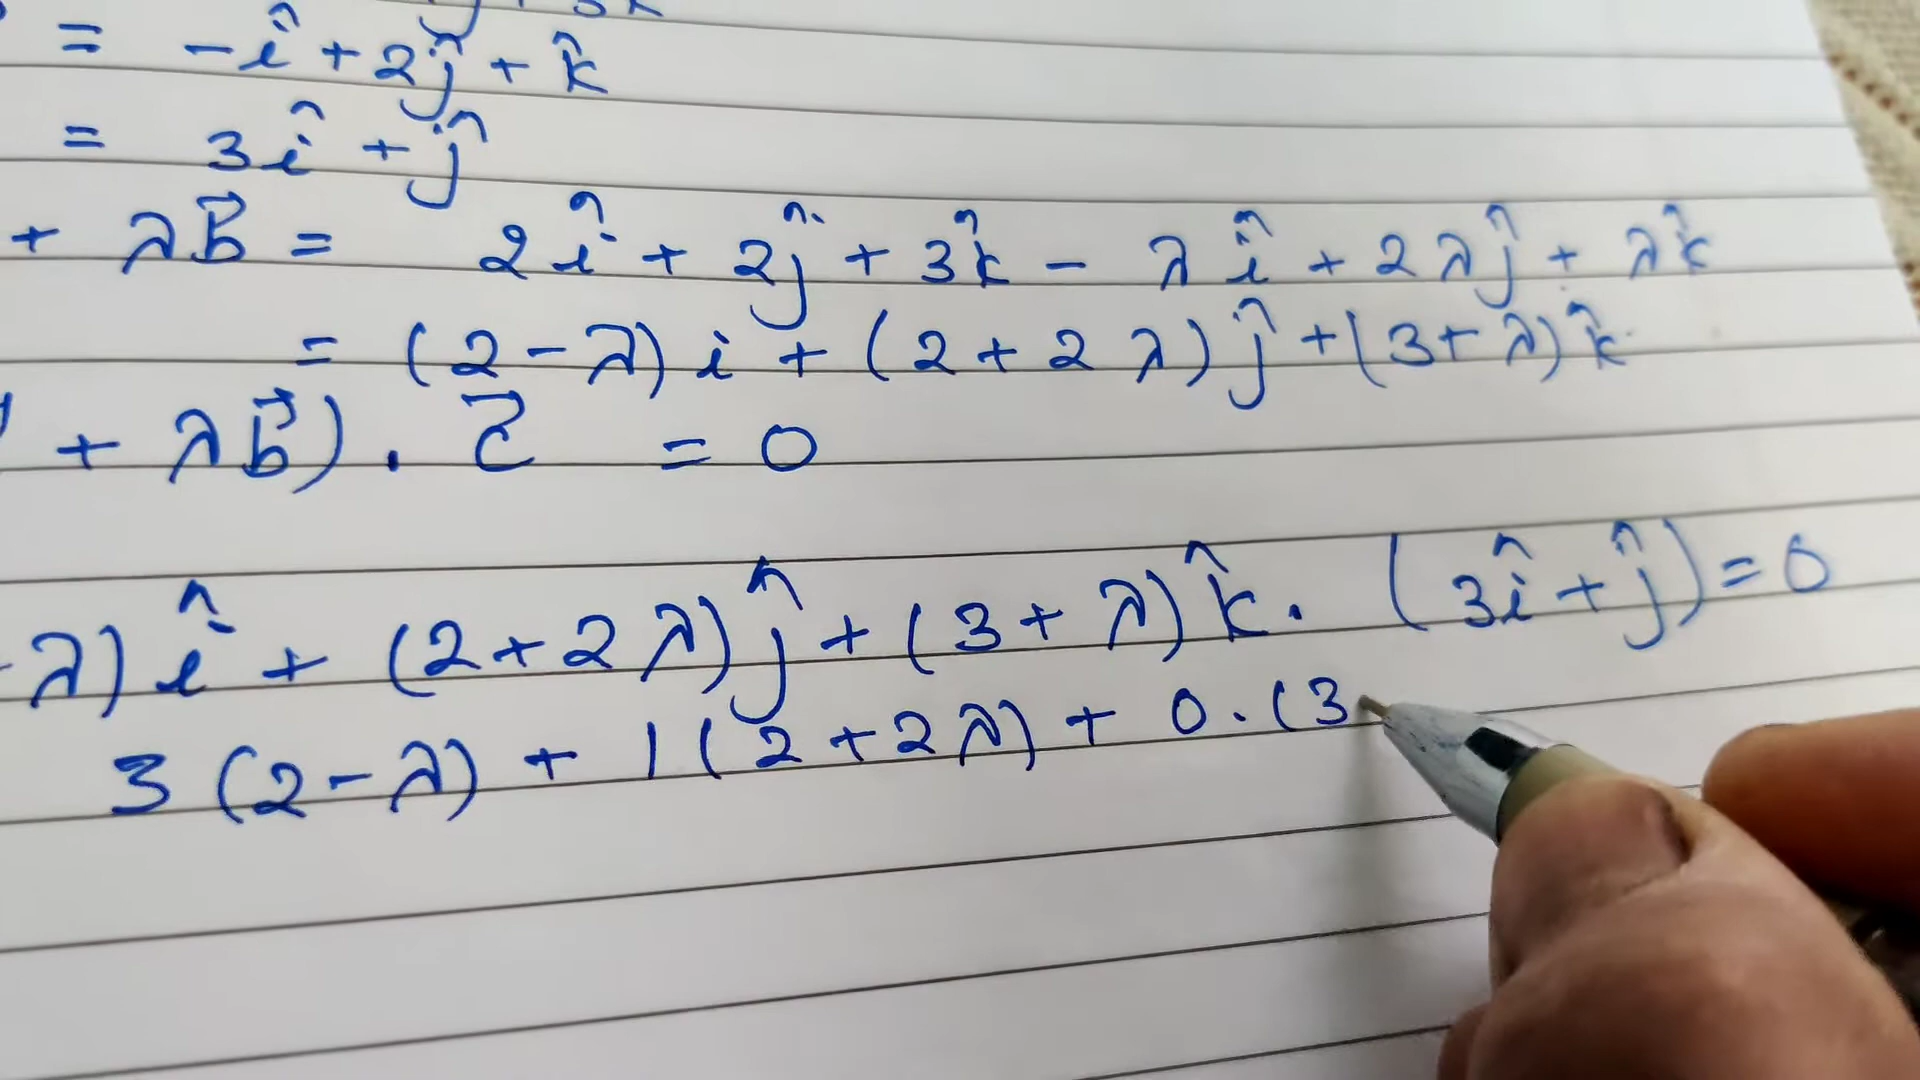 = -î + 2ĵ + k̂
= 3î + ĵ
+ λb⃗ = 2î + 2ĵ + 3k̂ - λî + 2λĵ + λk̂
= (2-λ)i + (2+2λ)ĵ + (3+λ)k̂
+ λb⃗) . c⃗ = 0
-λ)î + (2+2λ)ĵ + (3+λ)k̂. (3î+ĵ)=0
3(2-λ) + 1(2+2λ) + 0.(3